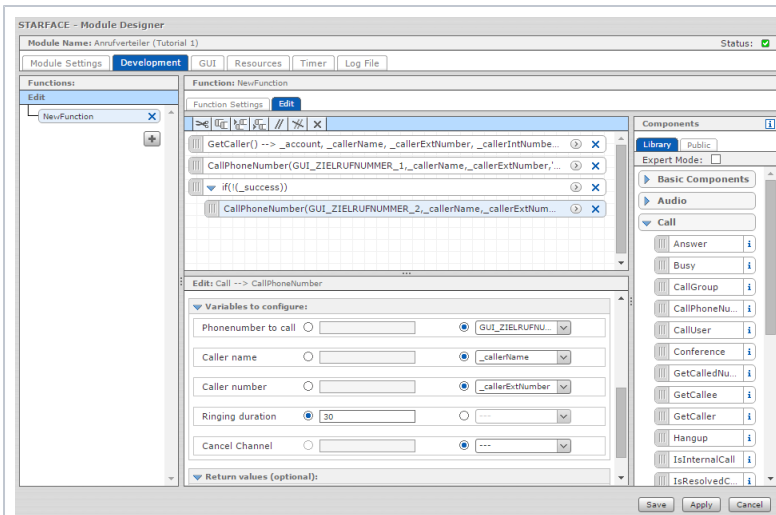 STARFACE - Module Designer
Module Name: Anrufverteiler (Tutorial 1)
Status:
Module Settings
Development
GUI
Resources
Timer
Log File
Functions:
Edit
NewFunction
Function: NewFunction
Function Settings
Edit
GetCaller() --> _account, _callerName, _callerExtNumber, _callerIntNumbe...
CallPhoneNumber(GUI_ZIELRUFNUMMER_1,_callerName,_callerExtNumber,'...
if(!(_success))
CallPhoneNumber(GUI_ZIELRUFNUMMER_2,_callerName,_callerExtNum...
Edit: Call --> CallPhoneNumber
Variables to configure:
Phonenumber to call
GUI_ZIELRUFNU...
Caller name
_callerName
Caller number
_callerExtNumber
Ringing duration
30
---
Cancel Channel
---
Return values (optional):
Components
Library
Public
Expert Mode:
Basic Components
Audio
Call
Answer
Busy
CallGroup
CallPhoneNu...
CallUser
Conference
GetCalledNu...
GetCallee
GetCaller
Hangup
IsInternalCall
IsResolvedC...
Save
Apply
Cancel